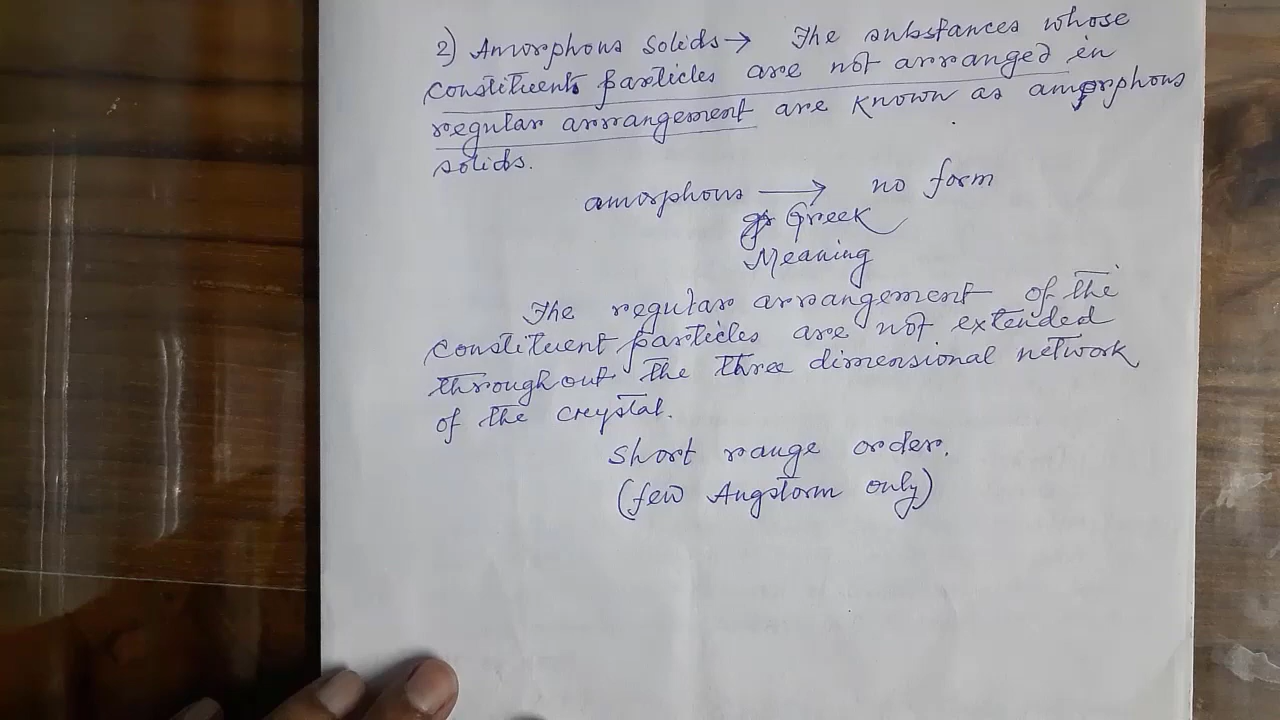 2) Amorphous Solids → The substances whose
constituents particles are not arranged in
regular arrangement are known as amorphous
solids.
amorphous → no form
Greek
Meaning
The regular arrangement of the
constituent particles are not extended
throughout the three dimensional network
of the crystal.
Short range order.
(few Angstorm only)